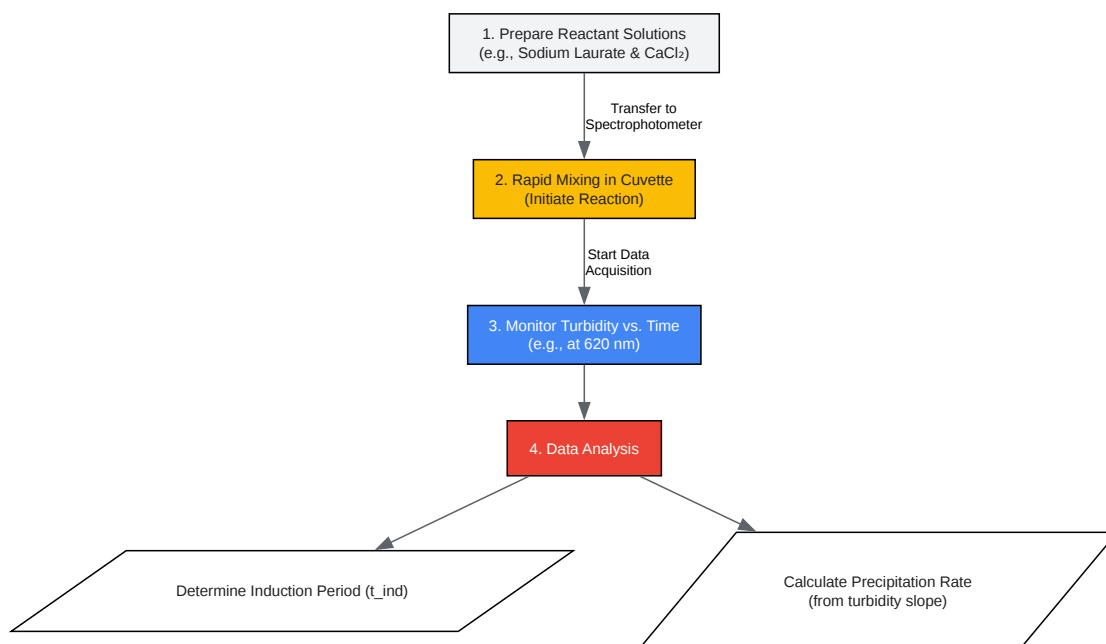 1. Prepare Reactant Solutions
(e.g., Sodium Laurate & CaCl₂)
Transfer to
Spectrophotometer
2. Rapid Mixing in Cuvette
(Initiate Reaction)
Start Data
Acquisition
3. Monitor Turbidity vs. Time
(e.g., at 620 nm)
4. Data Analysis
Determine Induction Period (t_ind)
Calculate Precipitation Rate
(from turbidity slope)